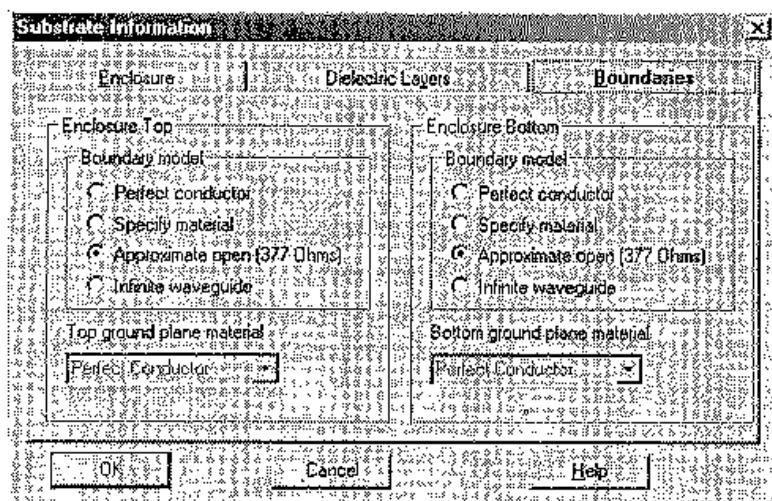 Substrate Information
Enclosure
Dielectric Layers
Boundaries
Enclosure Top
Boundary model
Perfect conductor
Specify material
Approximate open (377 Ohms)
Infinite waveguide
Top ground plane material
Perfect Conductor
Enclosure Bottom
Boundary model
Perfect conductor
Specify material
Approximate open (377 Ohms)
Infinite waveguide
Bottom ground plane material
Perfect Conductor
OK
Cancel
Help